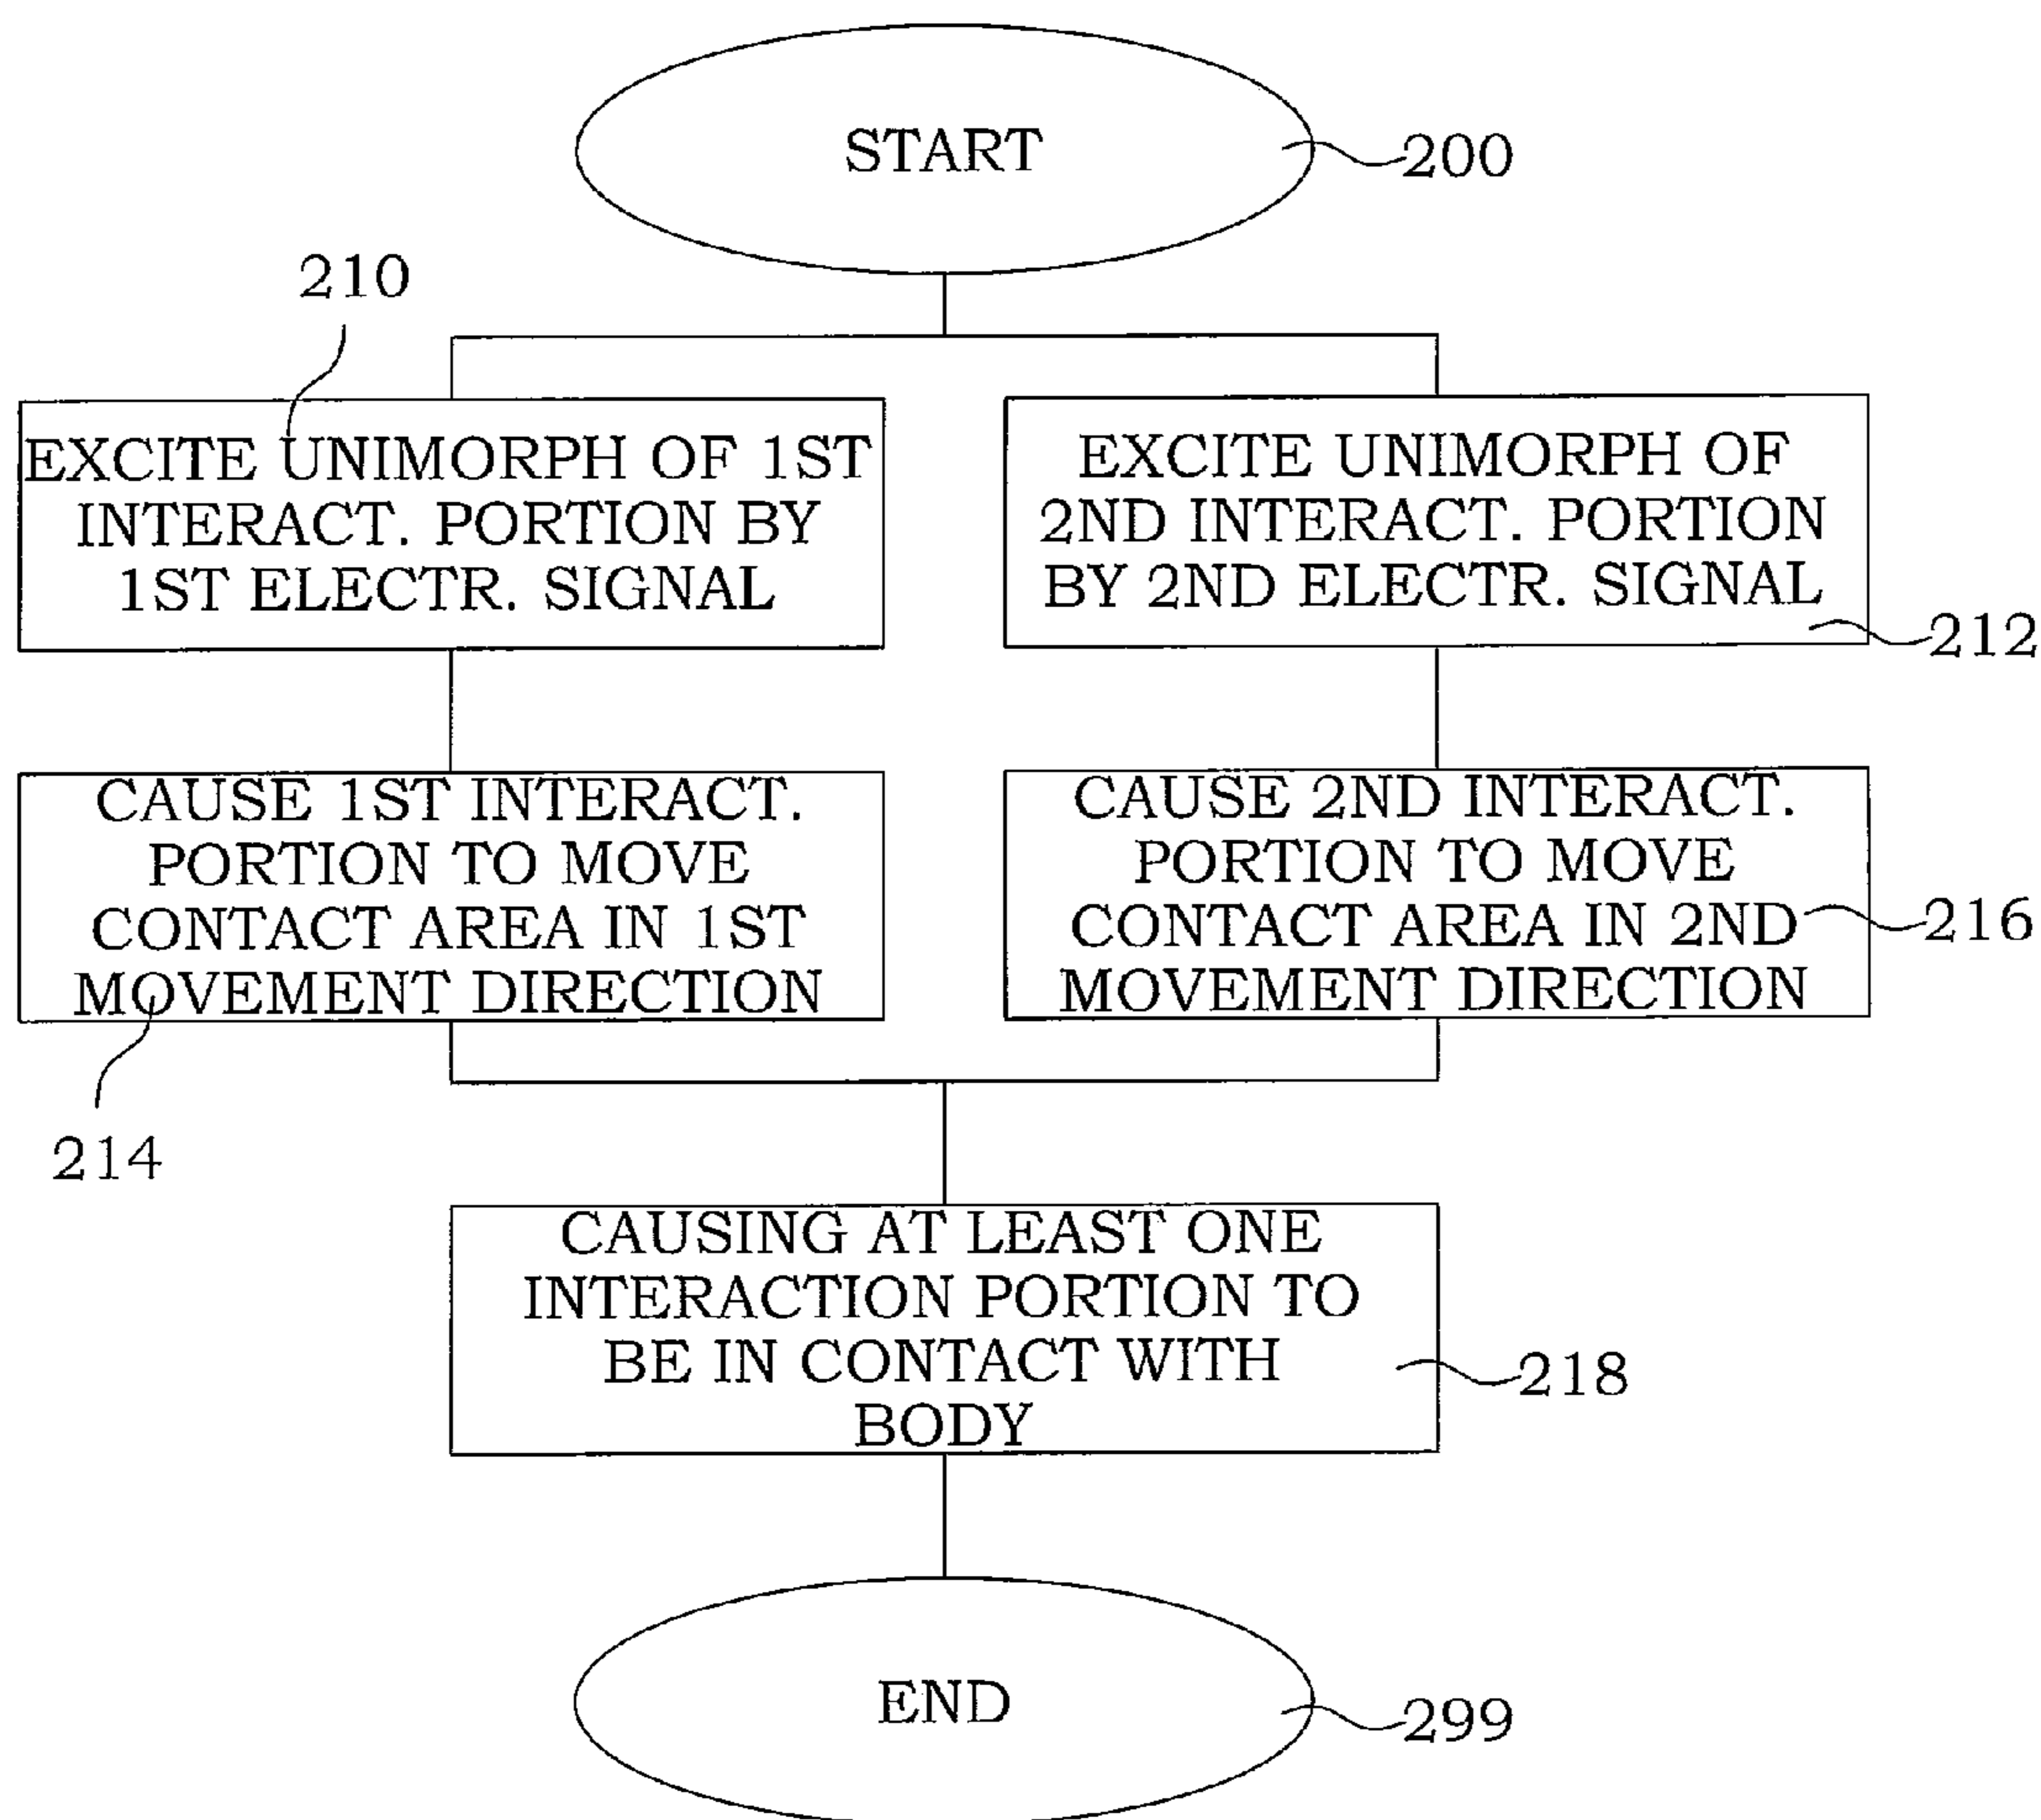 START
200
210
EXCITE UNIMORPH OF 1ST
INTERACT. PORTION BY
1ST ELECTR. SIGNAL
EXCITE UNIMORPH OF
2ND INTERACT. PORTION
BY 2ND ELECTR. SIGNAL
212
CAUSE 1ST INTERACT.
PORTION TO MOVE
CONTACT AREA IN 1ST
MOVEMENT DIRECTION
214
CAUSE 2ND INTERACT.
PORTION TO MOVE
CONTACT AREA IN 2ND
MOVEMENT DIRECTION
216
CAUSING AT LEAST ONE
INTERACTION PORTION TO
BE IN CONTACT WITH
BODY
218
END
299